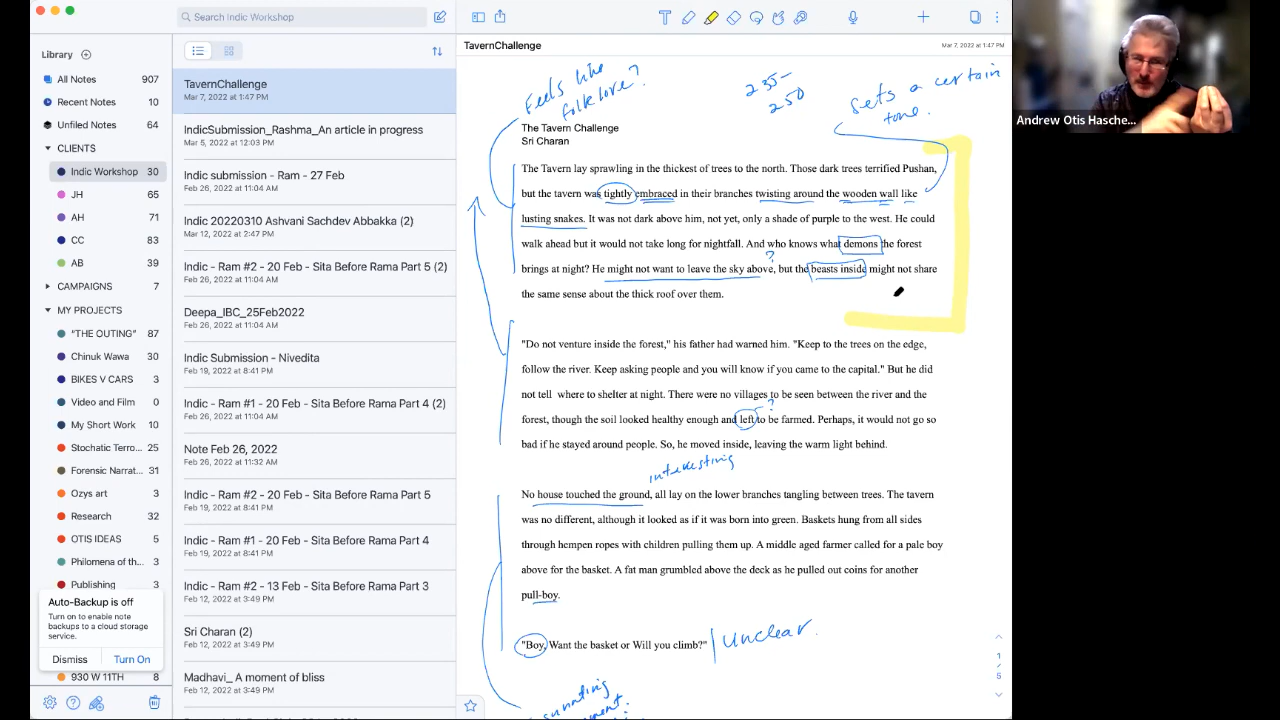 Search Indic Workshop
Library
All Notes 907
Recent Notes 10
Unfiled Notes 64
CLIENTS
Indic Workshop 30
JH 65
AH 71
CC 83
AB 39
CAMPAIGNS 7
MY PROJECTS
“THE OUTING” 87
Chinuk Wawa 30
BIKES V CARS 3
Video and Film 0
My Short Work 10
Stochatic Terro... 5
Forensic Narrat... 31
Ozys art 3
Research 32
OTIS IDEAS 5
Philomena of th... 3
Publishing 3
Auto-Backup is off
Turn on to enable note
backups to a cloud storage
service.
Dismiss Turn On
930 W 11TH 8
TavernChallenge
Mar 7, 2022 at 1:47 PM
IndicSubmission_Rashma_An article in progress
Mar 5, 2022 at 12:03 PM
Indic submission - Ram - 27 Feb
Feb 26, 2022 at 11:04 AM
Indic 20220310 Ashvani Sachdev Abbakka (2)
Mar 12, 2022 at 2:47 PM
Indic - Ram #2 - 20 Feb - Sita Before Rama Part 5 (2)
Feb 26, 2022 at 11:04 AM
Deepa_IBC_25Feb2022
Feb 26, 2022 at 11:04 AM
Indic Submission - Nivedita
Feb 19, 2022 at 8:41 PM
Indic - Ram #1 - 20 Feb - Sita Before Rama Part 4 (2)
Feb 26, 2022 at 11:04 AM
Note Feb 26, 2022
Feb 26, 2022 at 11:32 AM
Indic - Ram #2 - 20 Feb - Sita Before Rama Part 5
Feb 19, 2022 at 8:41 PM
Indic - Ram #1 - 20 Feb - Sita Before Rama Part 4
Feb 19, 2022 at 8:41 PM
Indic - Ram #2 - 13 Feb - Sita Before Rama Part 3
Feb 12, 2022 at 3:49 PM
Sri Charan (2)
Feb 12, 2022 at 3:49 PM
Madhavi_ A moment of bliss
Feb 12, 2022 at 3:49 PM
TavernChallenge
Mar 7, 2022 at 1:47 PM
Feels like
folklore?
235-
250
Sets a certain
tone.
The Tavern Challenge
Sri Charan
The Tavern lay sprawling in the thickest of trees to the north. Those dark trees terrified Pushan,
but the tavern was tightly embraced in their branches twisting around the wooden wall like
lusting snakes. It was not dark above him, not yet, only a shade of purple to the west. He could
walk ahead but it would not take long for nightfall. And who knows what demons the forest
?
brings at night? He might not want to leave the sky above, but the beasts inside might not share
the same sense about the thick roof over them.
"Do not venture inside the forest," his father had warned him. "Keep to the trees on the edge,
follow the river. Keep asking people and you will know if you came to the capital." But he did
not tell where to shelter at night. There were no villages to be seen between the river and the
?
forest, though the soil looked healthy enough and left to be farmed. Perhaps, it would not go so
bad if he stayed around people. So, he moved inside, leaving the warm light behind.
interesting
No house touched the ground, all lay on the lower branches tangling between trees. The tavern
was no different, although it looked as if it was born into green. Baskets hung from all sides
through hempen ropes with children pulling them up. A middle aged farmer called for a pale boy
above for the basket. A fat man grumbled above the deck as he pulled out coins for another
pull-boy.
"Boy, Want the basket or Will you climb?" unclear.
1
/
5
Andrew Otis Hasche...